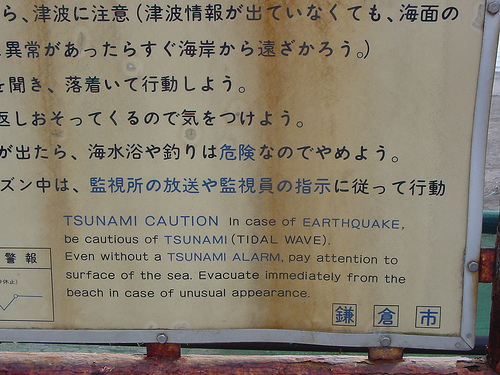 ら、津波に注意（津波情報が出ていなくても、海面の
異常があったらすぐ海岸から遠ざかろう。）
を聞き、落着いて行動しよう。
返しおそってくるので気をつけよう。
が出たら、海水浴や釣りは危険なのでやめよう。
ズン中は、監視所の放送や監視員の指示に従って行動
TSUNAMI CAUTION In case of EARTHQUAKE,
be cautious of TSUNAMI (TIDAL WAVE).
Even without a TSUNAMI ALARM, pay attention to
surface of the sea. Evacuate immediately from the
beach in case of unusual appearance.
警報
休止）
鎌倉市